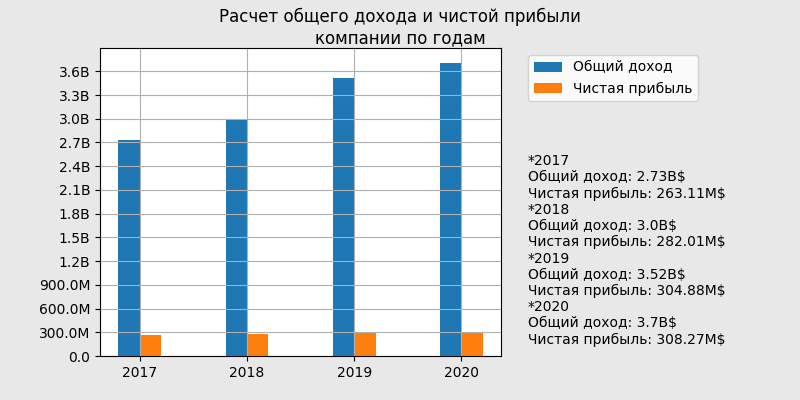 Расчет общего дохода и чистой прибыли
компании по годам
3.6B
3.3B
3.0B
2.7B
2.4B
2.1B
1.8B
1.5B
1.2B
900.0M
600.0M
300.0M
0.0
2017
2018
2019
2020
Общий доход
Чистая прибыль
*2017
Общий доход: 2.73B$
Чистая прибыль: 263.11M$
*2018
Общий доход: 3.0B$
Чистая прибыль: 282.01M$
*2019
Общий доход: 3.52B$
Чистая прибыль: 304.88M$
*2020
Общий доход: 3.7B$
Чистая прибыль: 308.27M$